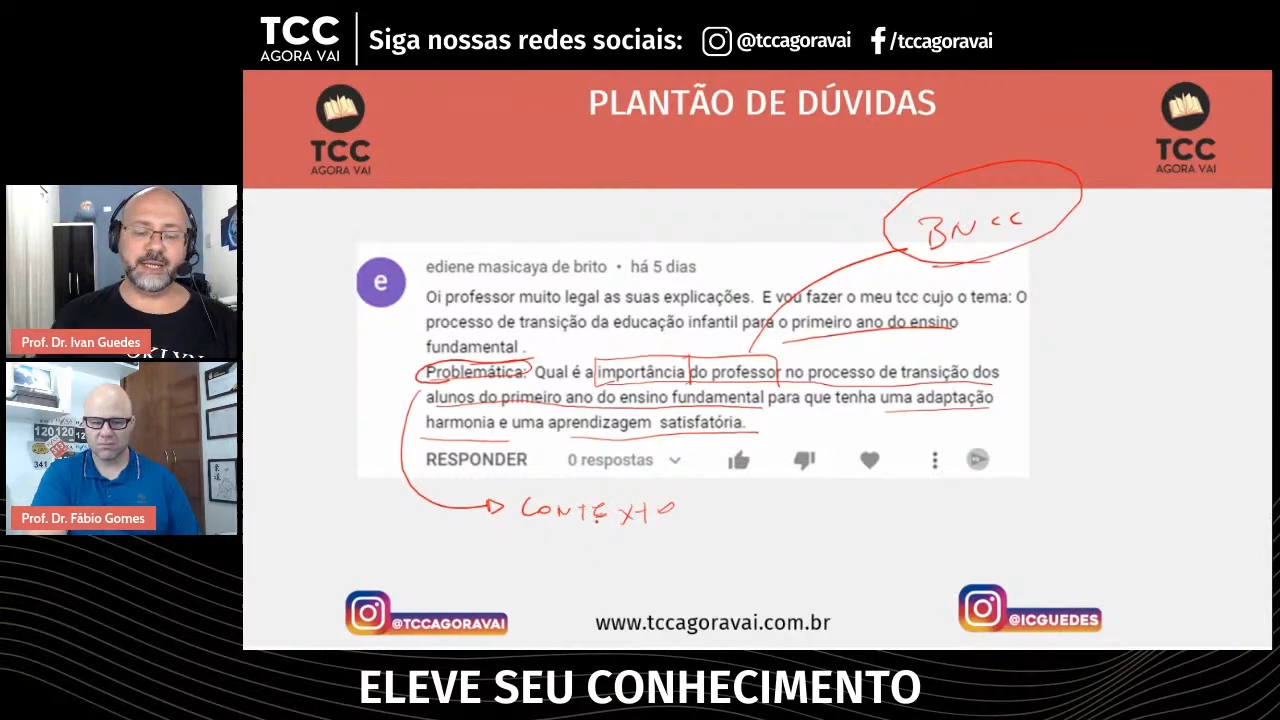 TCC
AGORA VAI
Siga nossas redes sociais: @tccagoravai /tccagoravai
TCC
AGORA VAI
PLANTÃO DE DÚVIDAS
TCC
AGORA VAI
BNCC
e
ediene masicaya de brito • há 5 dias
Oi professor muito legal as suas explicações. E vou fazer o meu tcc cujo o tema: O
processo de transição da educação infantil para o primeiro ano do ensino
fundamental .
Problemática: Qual é a importância do professor no processo de transição dos
alunos do primeiro ano do ensino fundamental para que tenha uma adaptação
harmonia e uma aprendizagem satisfatória.
RESPONDER 0 respostas
CONTEXTO
Prof. Dr. Ivan Guedes
120 120
341
Prof. Dr. Fábio Gomes
@TCCAGORAVAI
www.tccagoravai.com.br
@ICGUEDES
ELEVE SEU CONHECIMENTO